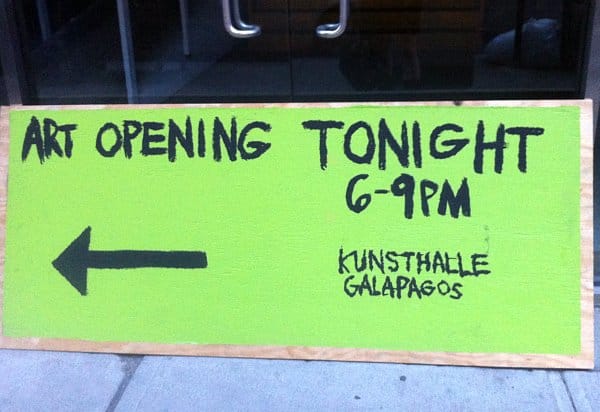 ART OPENING TONIGHT
6-9PM
KUNSTHALLE
GALAPAGOS